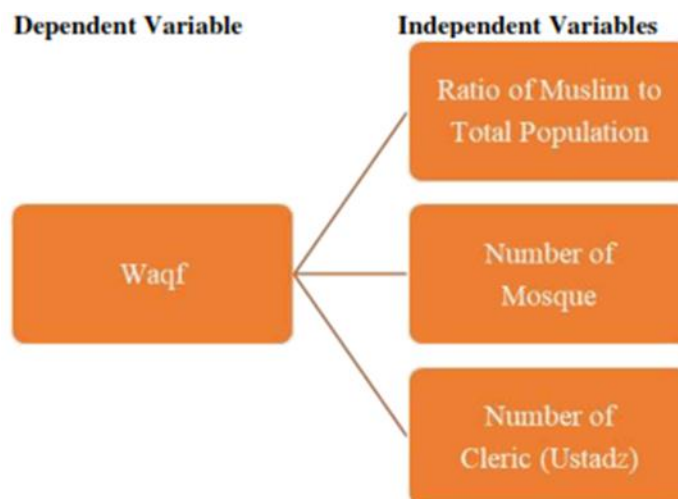 Dependent Variable
Independent Variables
Ratio of Muslim to
Total Population
Waqf
Number of
Mosque
Number of
Cleric (Ustadz)